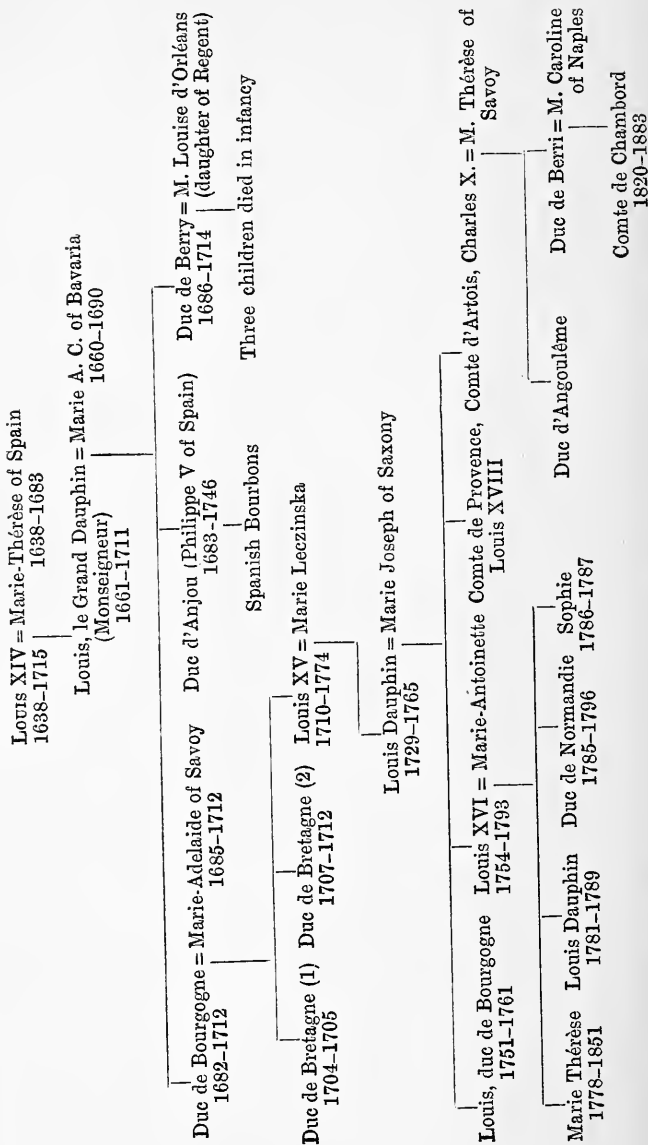 Louis XIV = Marie-Thérèse of Spain
1638–1715 1638–1683
Louis, le Grand Dauphin = Marie A. C. of Bavaria
(Monseigneur) 1660–1690
1661–1711
Duc de Bourgogne = Marie-Adelaide of Savoy Duc d'Anjou (Philippe V of Spain) Duc de Berry = M. Louise d'Orléans
1682–1712 1685–1712 1683–1746 1686–1714 (daughter of Regent)
Spanish Bourbons Three children died in infancy
Duc de Bretagne (1) Duc de Bretagne (2) Louis XV = Marie Leczinska
1704–1705 1707–1712 1710–1774
Louis Dauphin = Marie Joseph of Saxony
1729–1765
Louis, duc de Bourgogne Louis XVI = Marie-Antoinette Comte de Provence, Comte d'Artois, Charles X. = M. Thérèse of
1751–1761 1754–1793 Louis XVIII Savoy
Marie Thérèse Louis Dauphin Duc de Normandie Sophie Duc d'Angoulême Duc de Berri = M. Caroline
1778–1851 1781–1789 1785–1796 1786–1787 of Naples
Comte de Chambord
1820–1883